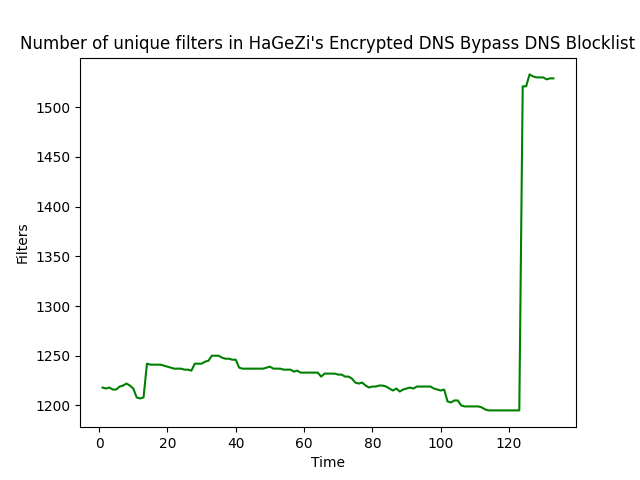 Number of unique filters in HaGeZi's Encrypted DNS Bypass DNS Blocklist
1500
1450
1400
1350
1300
1250
1200
Filters
0 20 40 60 80 100 120
Time